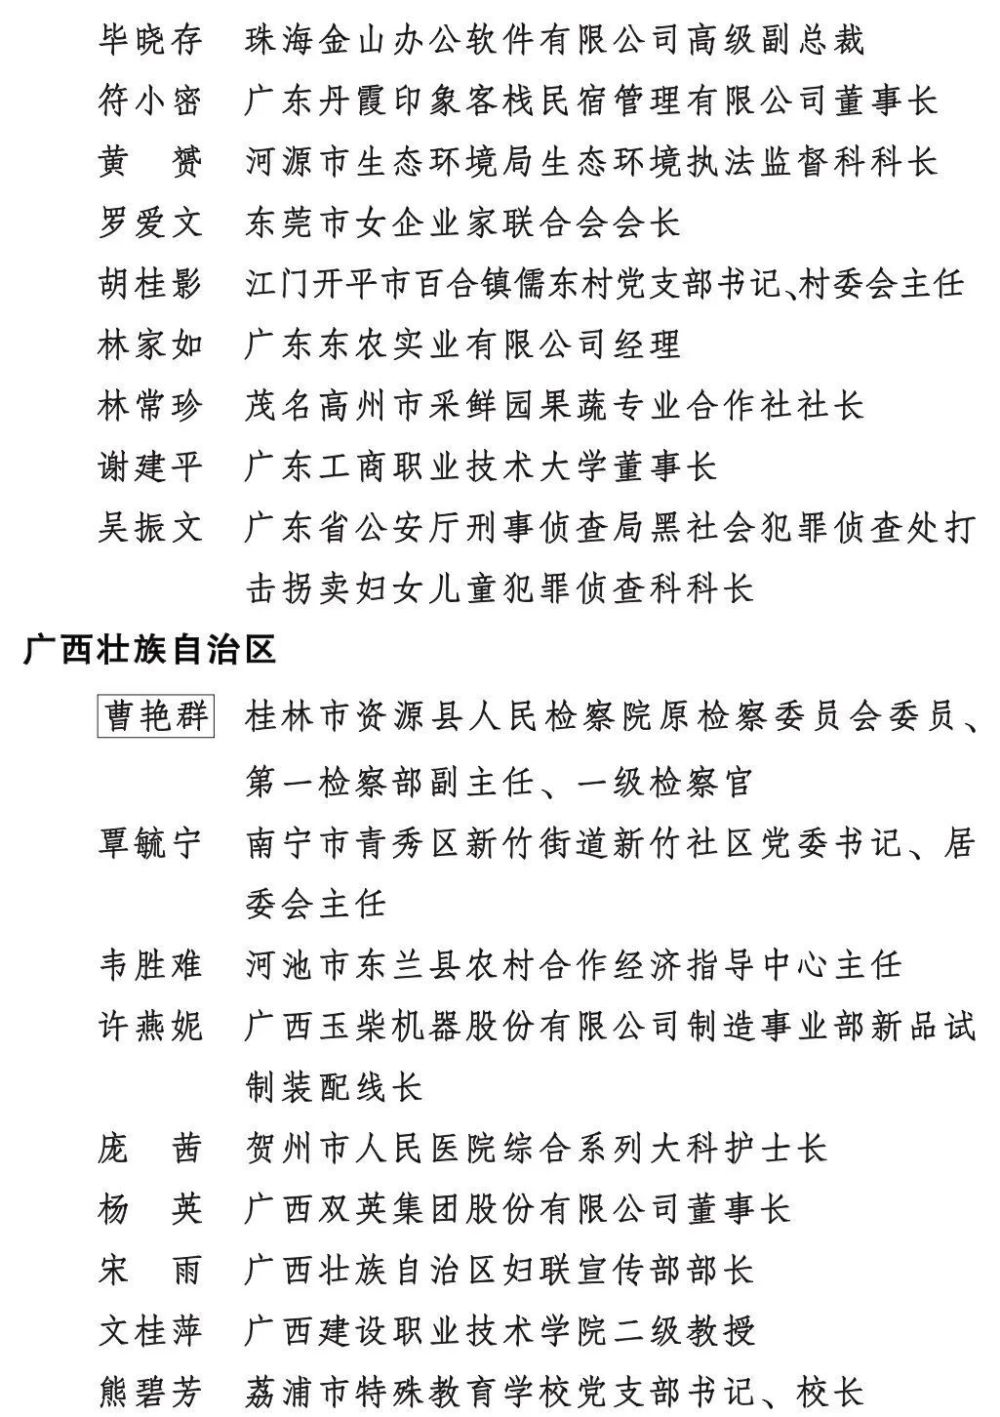 毕晓存 珠海金山办公软件有限公司高级副总裁
符小密 广东丹霞印象客栈民宿管理有限公司董事长
黄 赟 河源市生态环境局生态环境执法监督科科长
罗爱文 东莞市女企业家联合会会长
胡桂影 江门开平市百合镇儒东村党支部书记、村委会主任
林家如 广东东农实业有限公司经理
林常珍 茂名高州市采鲜园果蔬专业合作社社长
谢建平 广东工商职业技术大学董事长
吴振文 广东省公安厅刑事侦查局黑社会犯罪侦查处打
击拐卖妇女儿童犯罪侦查科科长
广西壮族自治区
曹艳群 桂林市资源县人民检察院原检察委员会委员、
第一检察部副主任、一级检察官
覃毓宁 南宁市青秀区新竹街道新竹社区党委书记、居
委会主任
韦胜难 河池市东兰县农村合作经济指导中心主任
许燕妮 广西玉柴机器股份有限公司制造事业部新品试
制装配线长
庞 茜 贺州市人民医院综合系列大科护士长
杨 英 广西双英集团股份有限公司董事长
宋 雨 广西壮族自治区妇联宣传部部长
文桂萍 广西建设职业技术学院二级教授
熊碧芳 荔浦市特殊教育学校党支部书记、校长